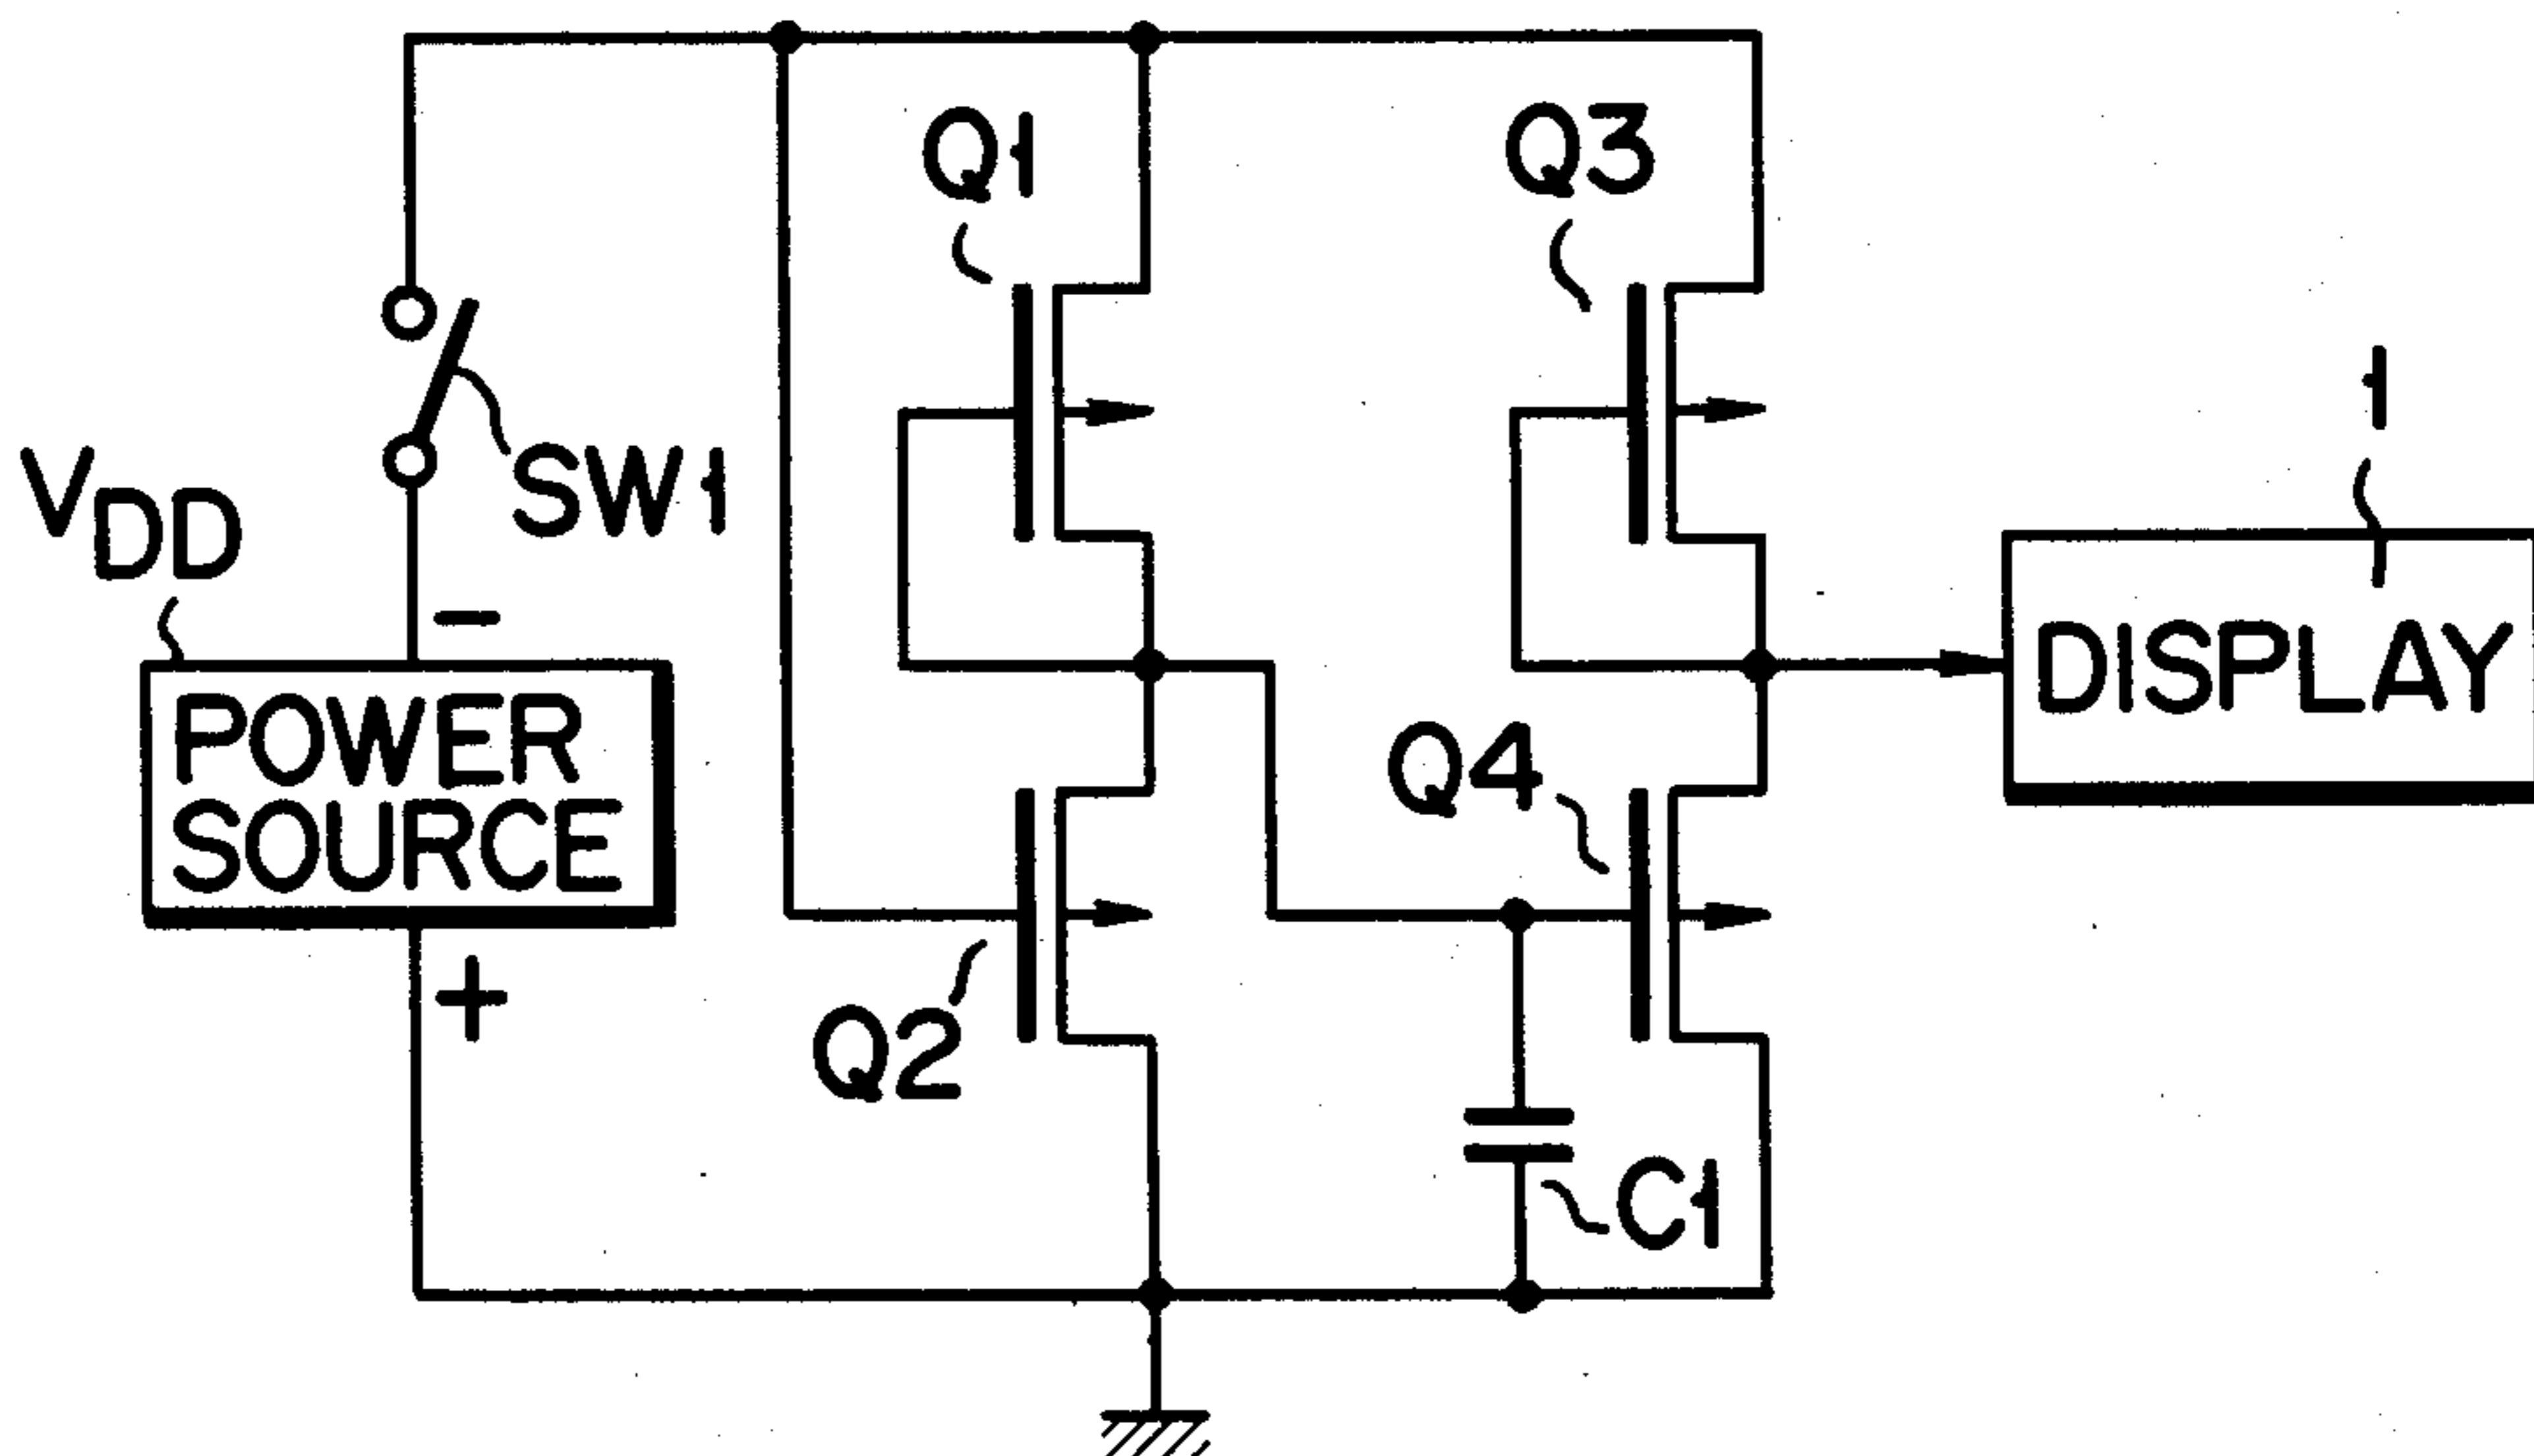 Q1
Q3
1
VDD
SW1
−
POWER
SOURCE
DISPLAY
Q4
+
Q2
C1